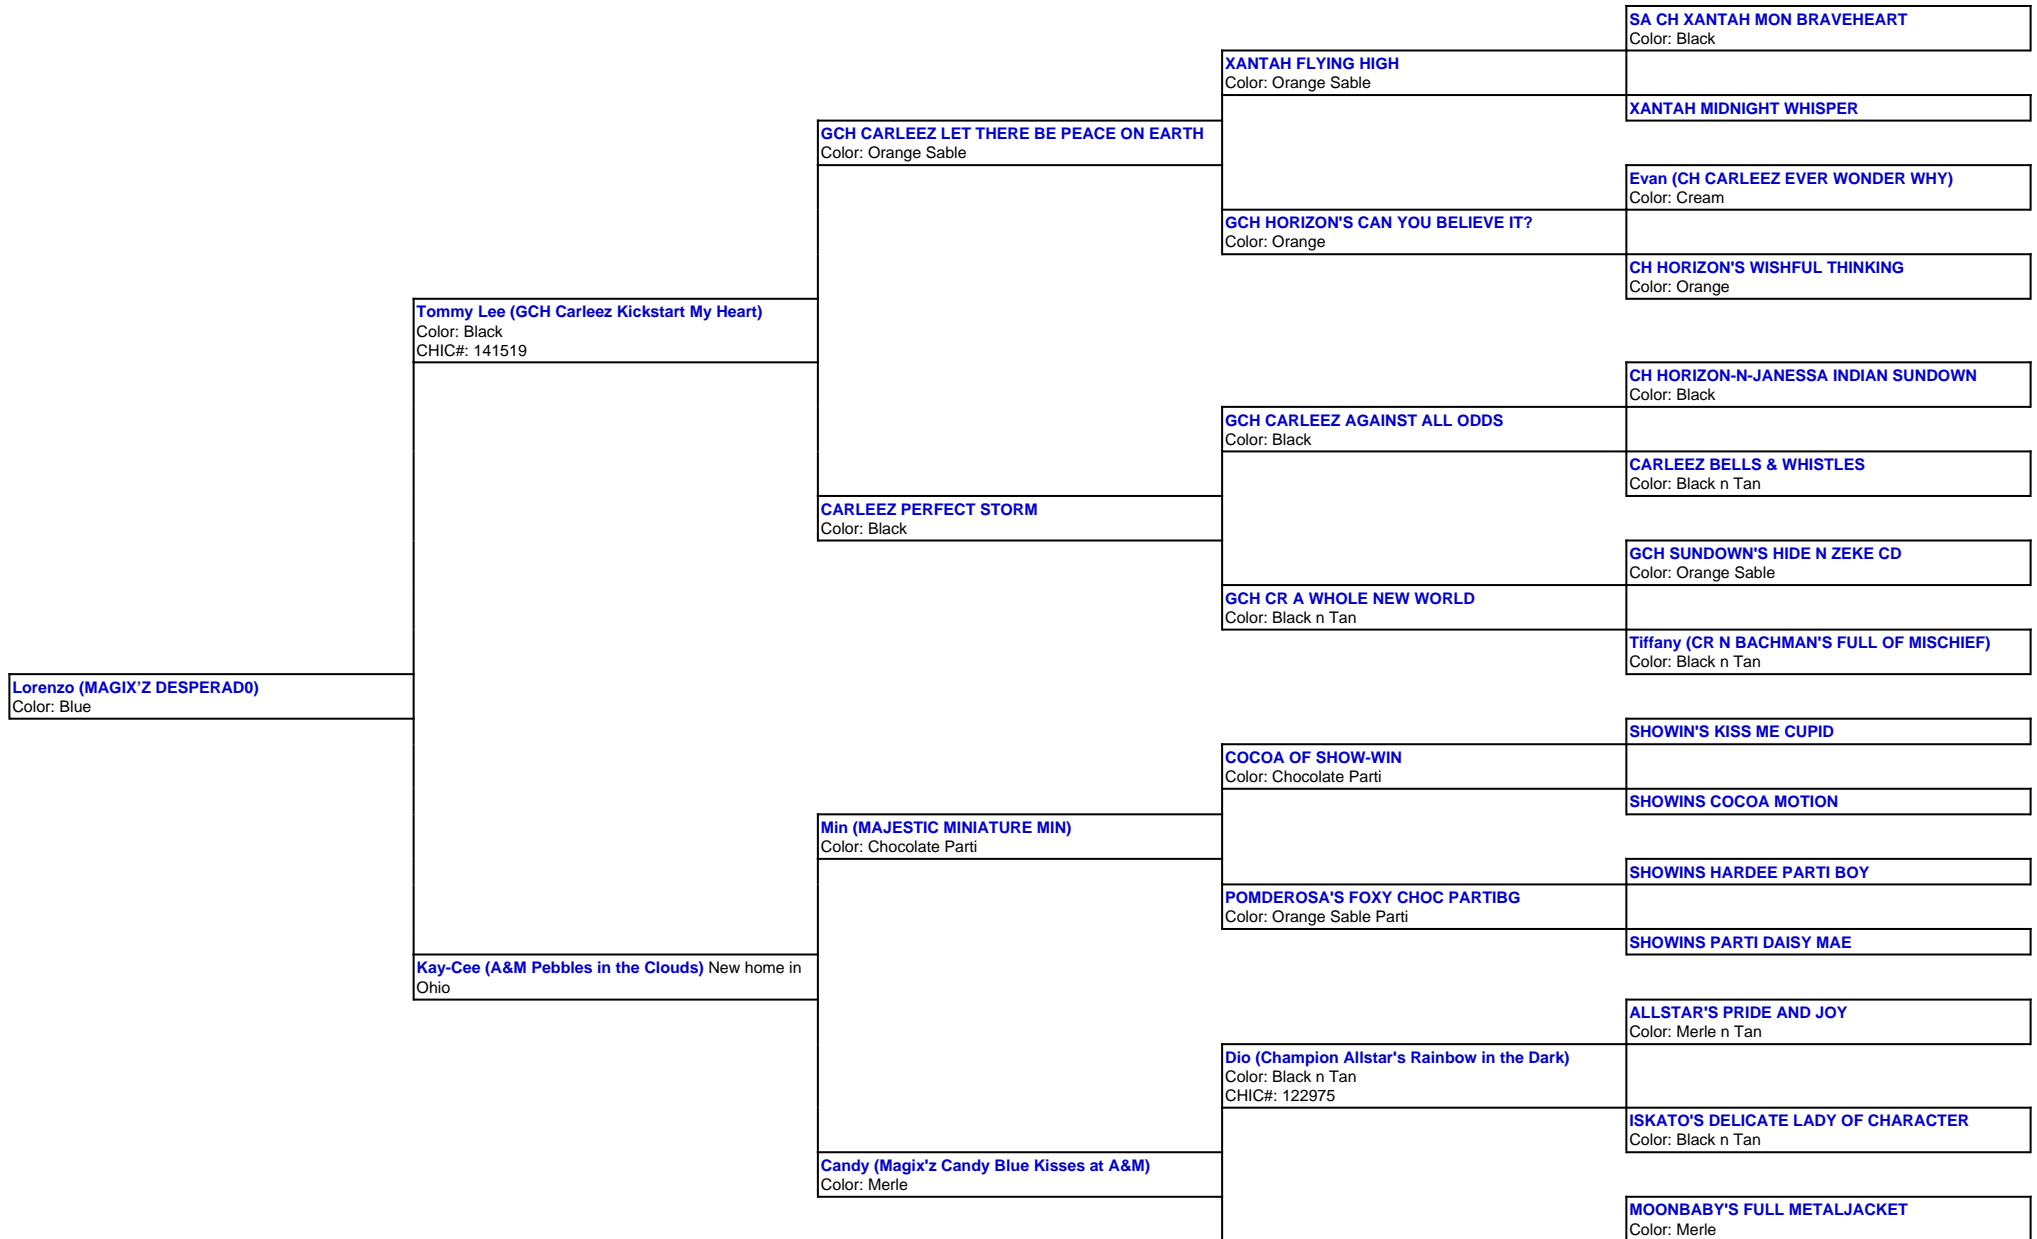 SA CH XANTAH MON BRAVEHEART
Color: Black
XANTAH FLYING HIGH
Color: Orange Sable
XANTAH MIDNIGHT WHISPER
GCH CARLEEZ LET THERE BE PEACE ON EARTH
Color: Orange Sable
Evan (CH CARLEEZ EVER WONDER WHY)
Color: Cream
GCH HORIZON'S CAN YOU BELIEVE IT?
Color: Orange
CH HORIZON'S WISHFUL THINKING
Color: Orange
Tommy Lee (GCH Carleez Kickstart My Heart)
Color: Black
CHIC#: 141519
CH HORIZON-N-JANESSA INDIAN SUNDOWN
Color: Black
GCH CARLEEZ AGAINST ALL ODDS
Color: Black
CARLEEZ BELLS & WHISTLES
Color: Black n Tan
CARLEEZ PERFECT STORM
Color: Black
GCH SUNDOWN'S HIDE N ZEKE CD
Color: Orange Sable
GCH CR A WHOLE NEW WORLD
Color: Black n Tan
Tiffany (CR N BACHMAN'S FULL OF MISCHIEF)
Color: Black n Tan
Lorenzo (MAGIX’Z DESPERAD0)
Color: Blue
SHOWIN'S KISS ME CUPID
COCOA OF SHOW-WIN
Color: Chocolate Parti
SHOWINS COCOA MOTION
Min (MAJESTIC MINIATURE MIN)
Color: Chocolate Parti
SHOWINS HARDEE PARTI BOY
POMDEROSA'S FOXY CHOC PARTIBG
Color: Orange Sable Parti
SHOWINS PARTI DAISY MAE
Kay-Cee (A&M Pebbles in the Clouds) New home in
Ohio
ALLSTAR'S PRIDE AND JOY
Color: Merle n Tan
Dio (Champion Allstar's Rainbow in the Dark)
Color: Black n Tan
CHIC#: 122975
ISKATO'S DELICATE LADY OF CHARACTER
Color: Black n Tan
Candy (Magix'z Candy Blue Kisses at A&M)
Color: Merle
MOONBABY'S FULL METALJACKET
Color: Merle